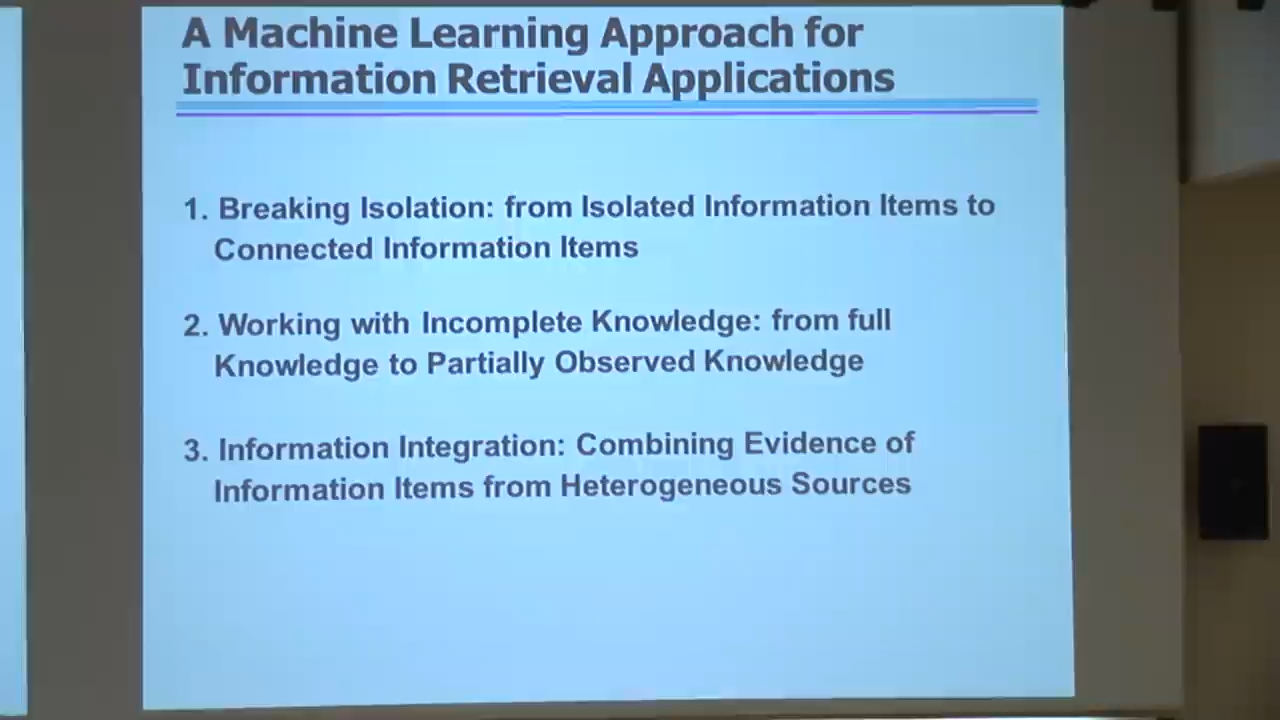 A Machine Learning Approach for
Information Retrieval Applications
1. Breaking Isolation: from Isolated Information Items to
Connected Information Items
2. Working with Incomplete Knowledge: from full
Knowledge to Partially Observed Knowledge
3. Information Integration: Combining Evidence of
Information Items from Heterogeneous Sources